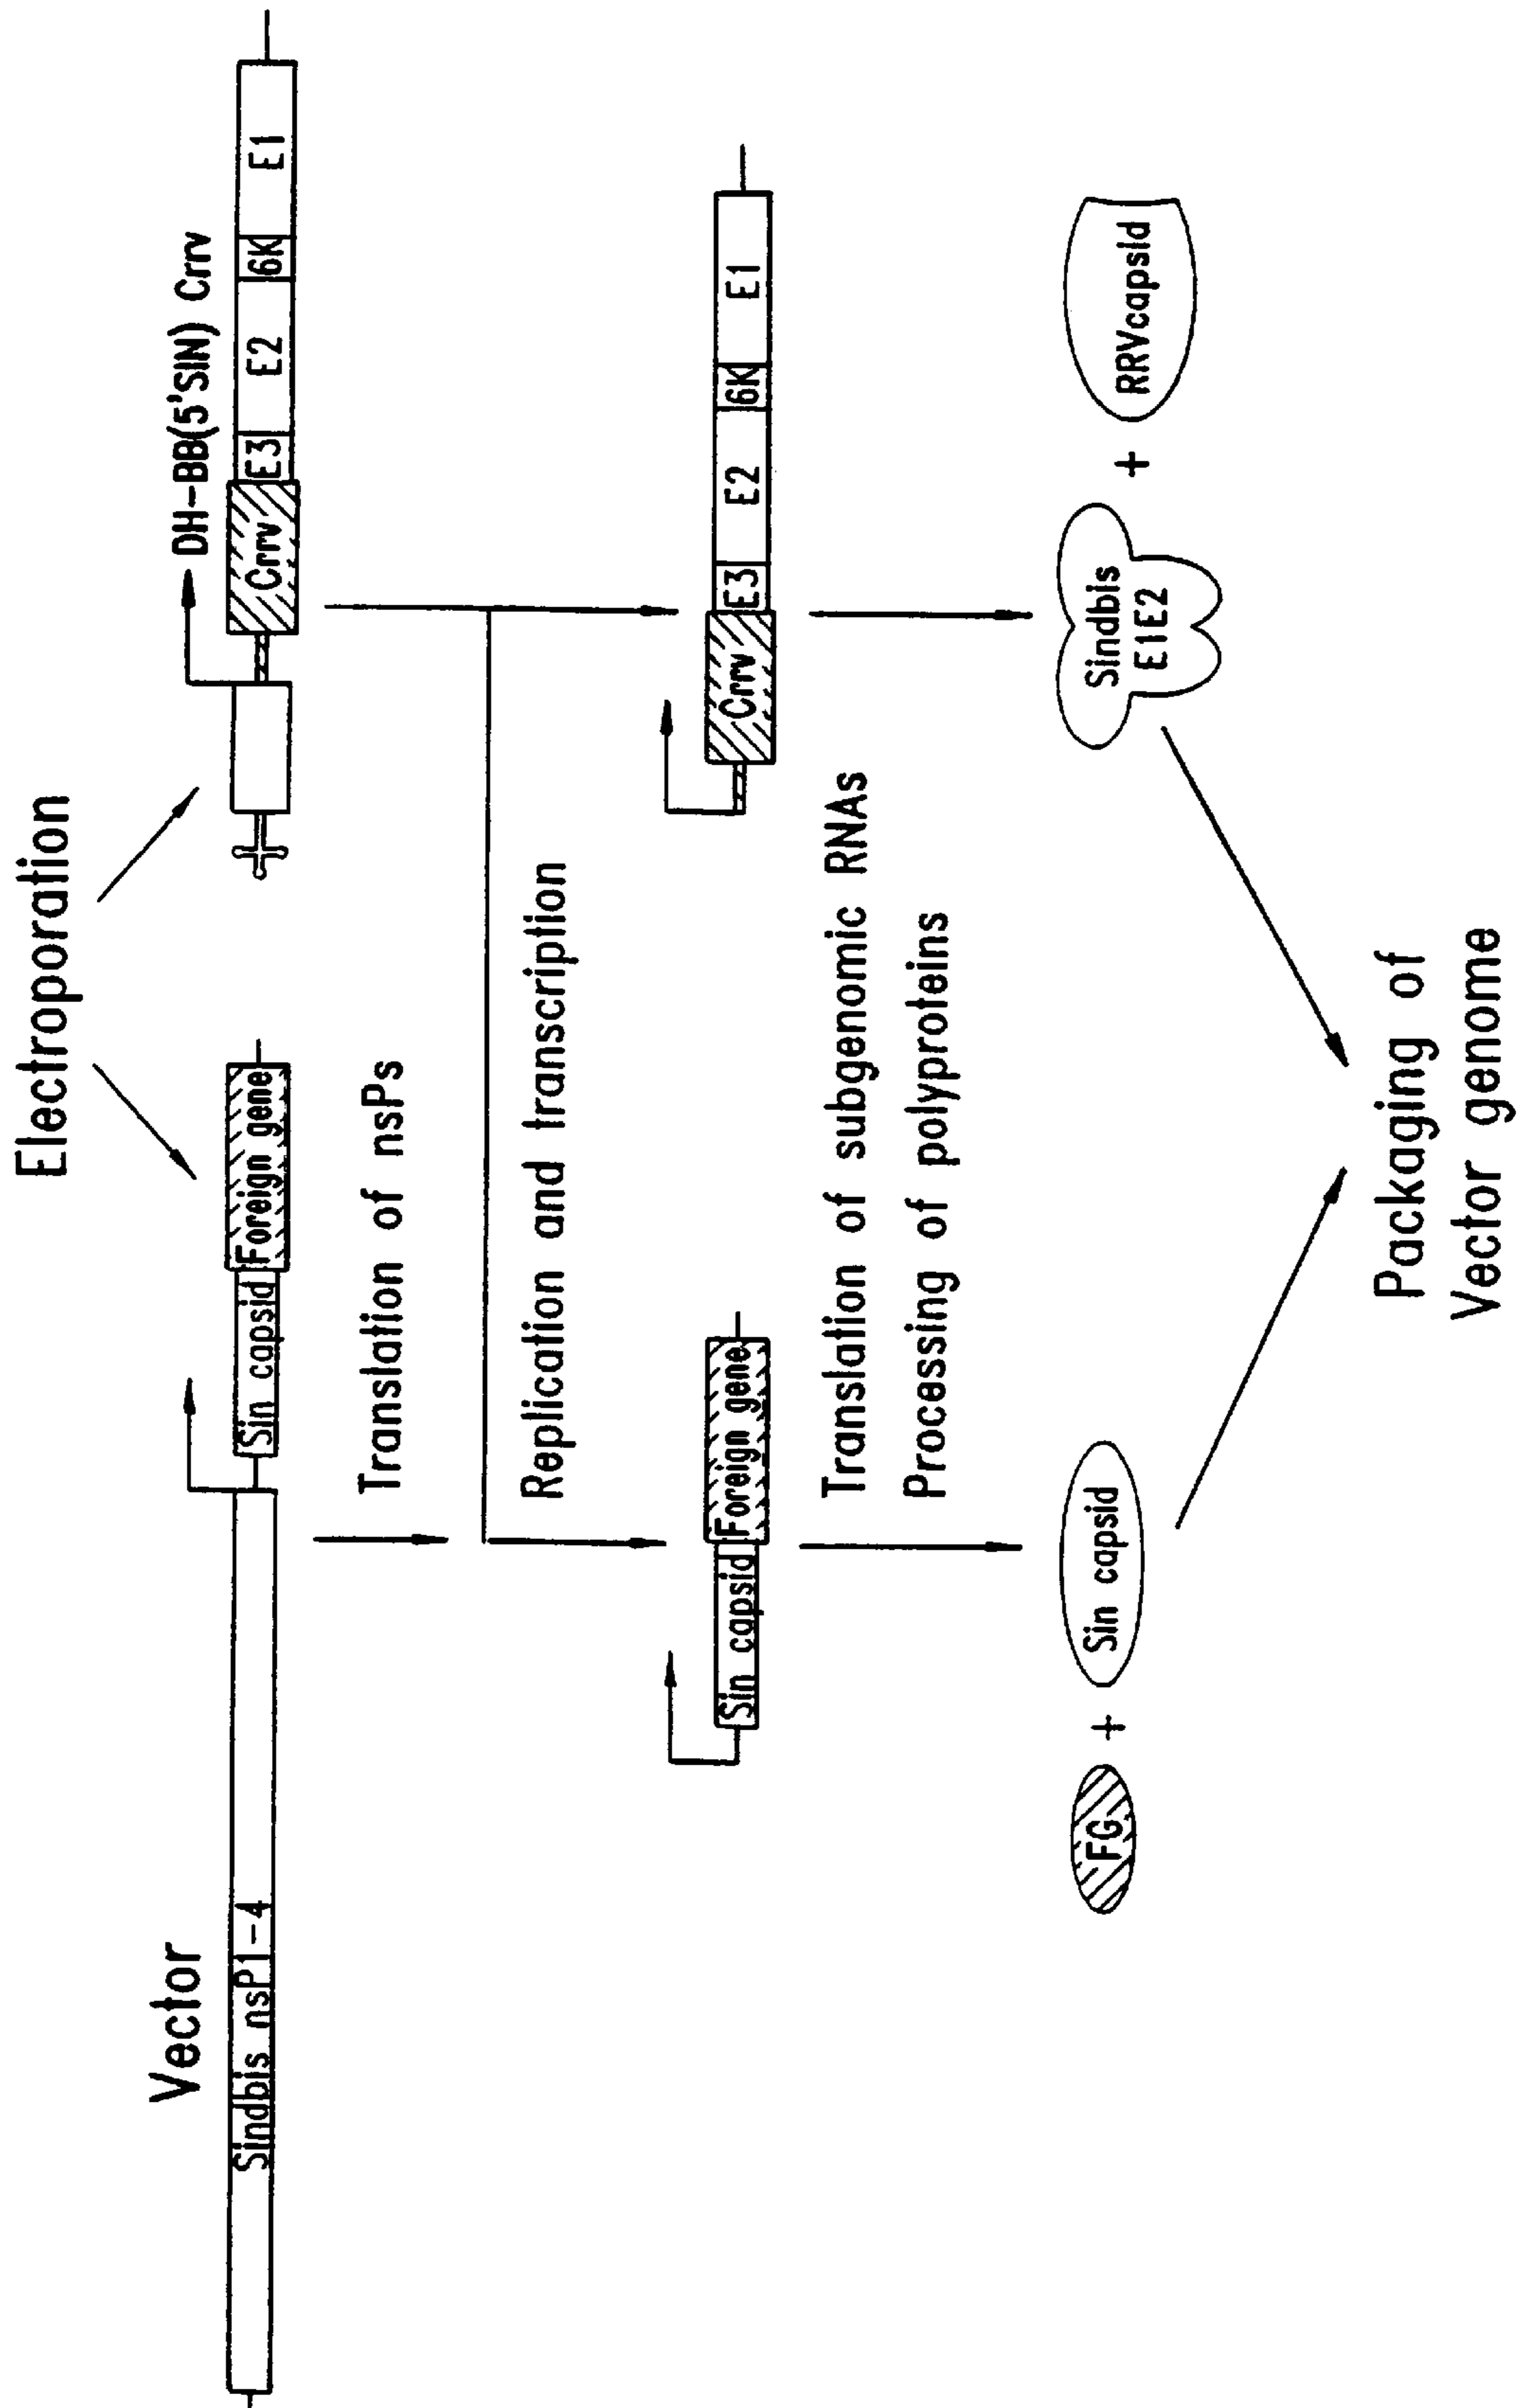 Electroporation
Vector
DH-BB(5'SIN) Crrv
Sindbis nsP1-4
Sin capsid
Foreign gene
Crrv
E3
E2
6K
E1
Translation of nsPs
Replication and transcription
Sin capsid
Foreign gene
Crrv
E3
E2
6K
E1
Translation of subgenomic RNAs
Processing of polyproteins
FG
+
Sin capsid
Sindbis
E1E2
+
RRVcapsid
Packaging of
Vector genome